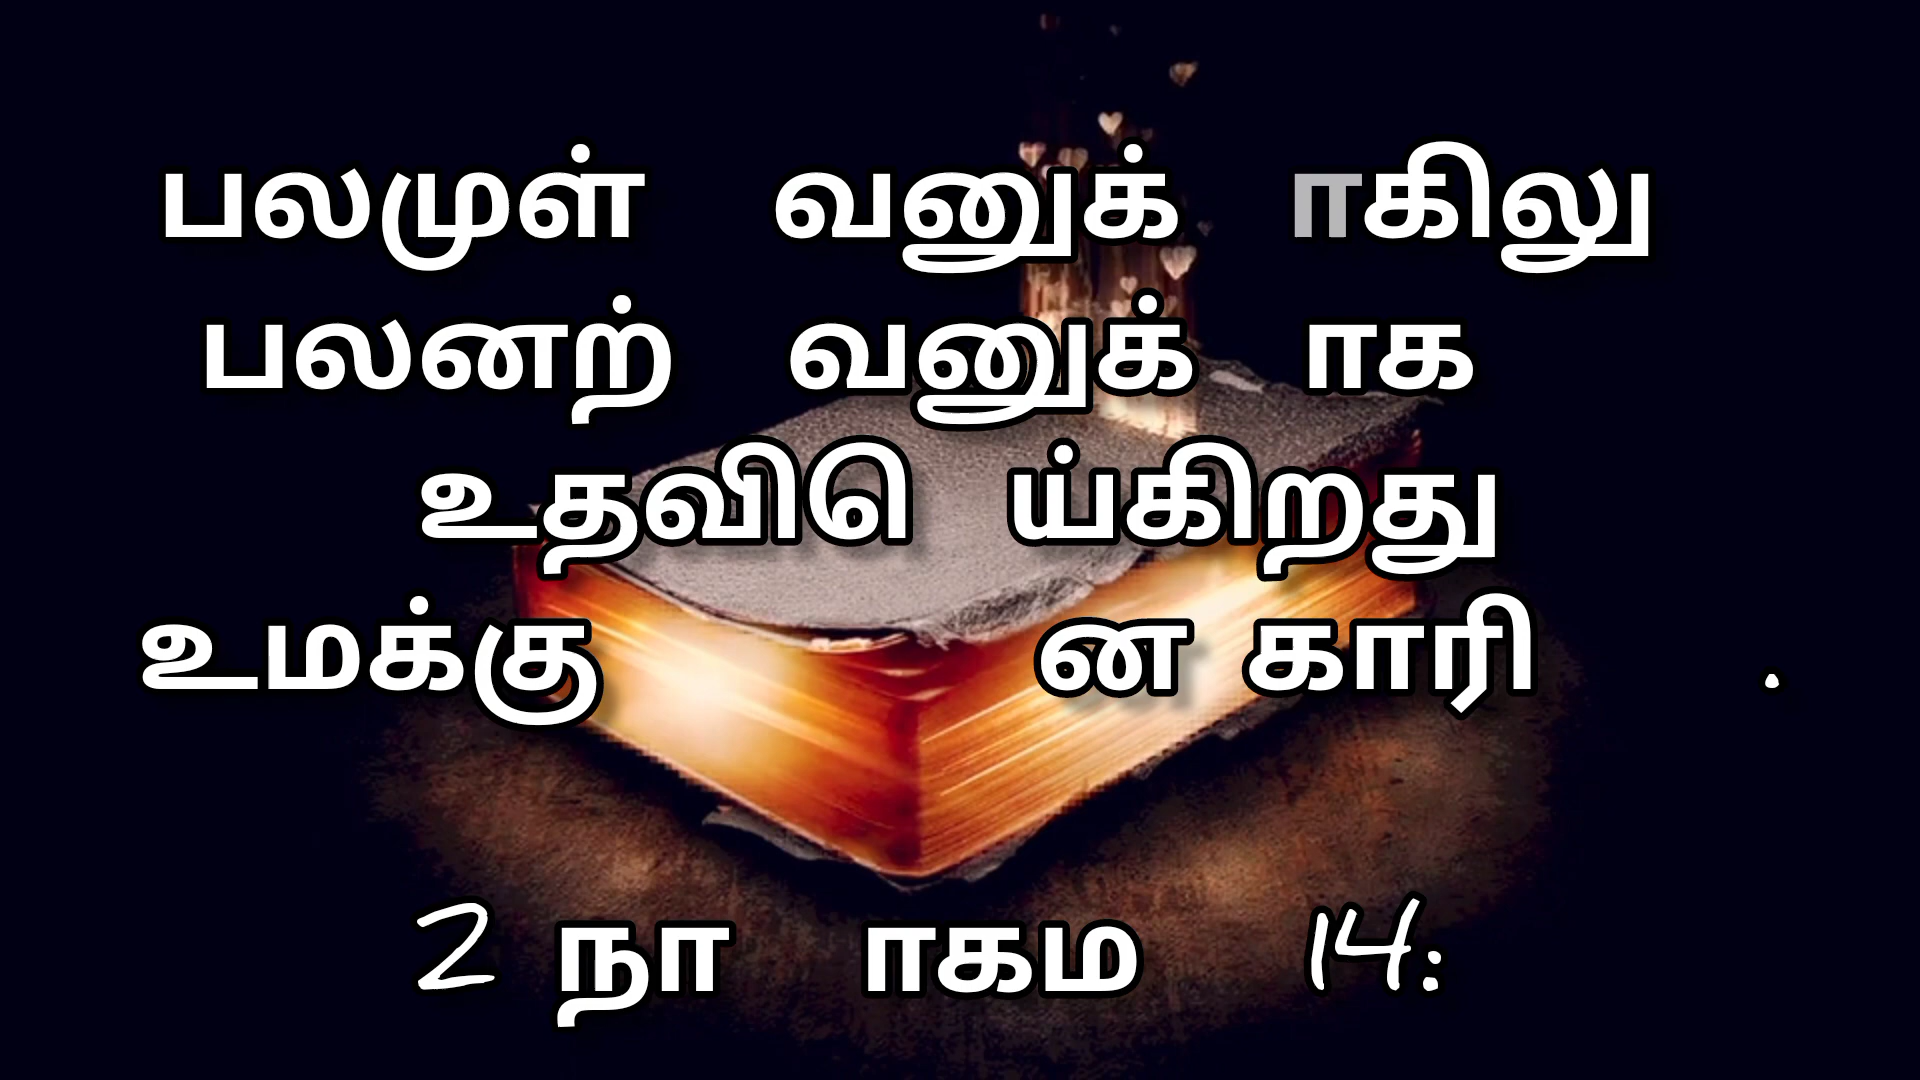 பலமுள் வனுக் ாகிலு
பலனற் வனுக் ாக
உதவிெ ய்கிறது
உமக்கு ன காரி .
2 நா ாகம 14: